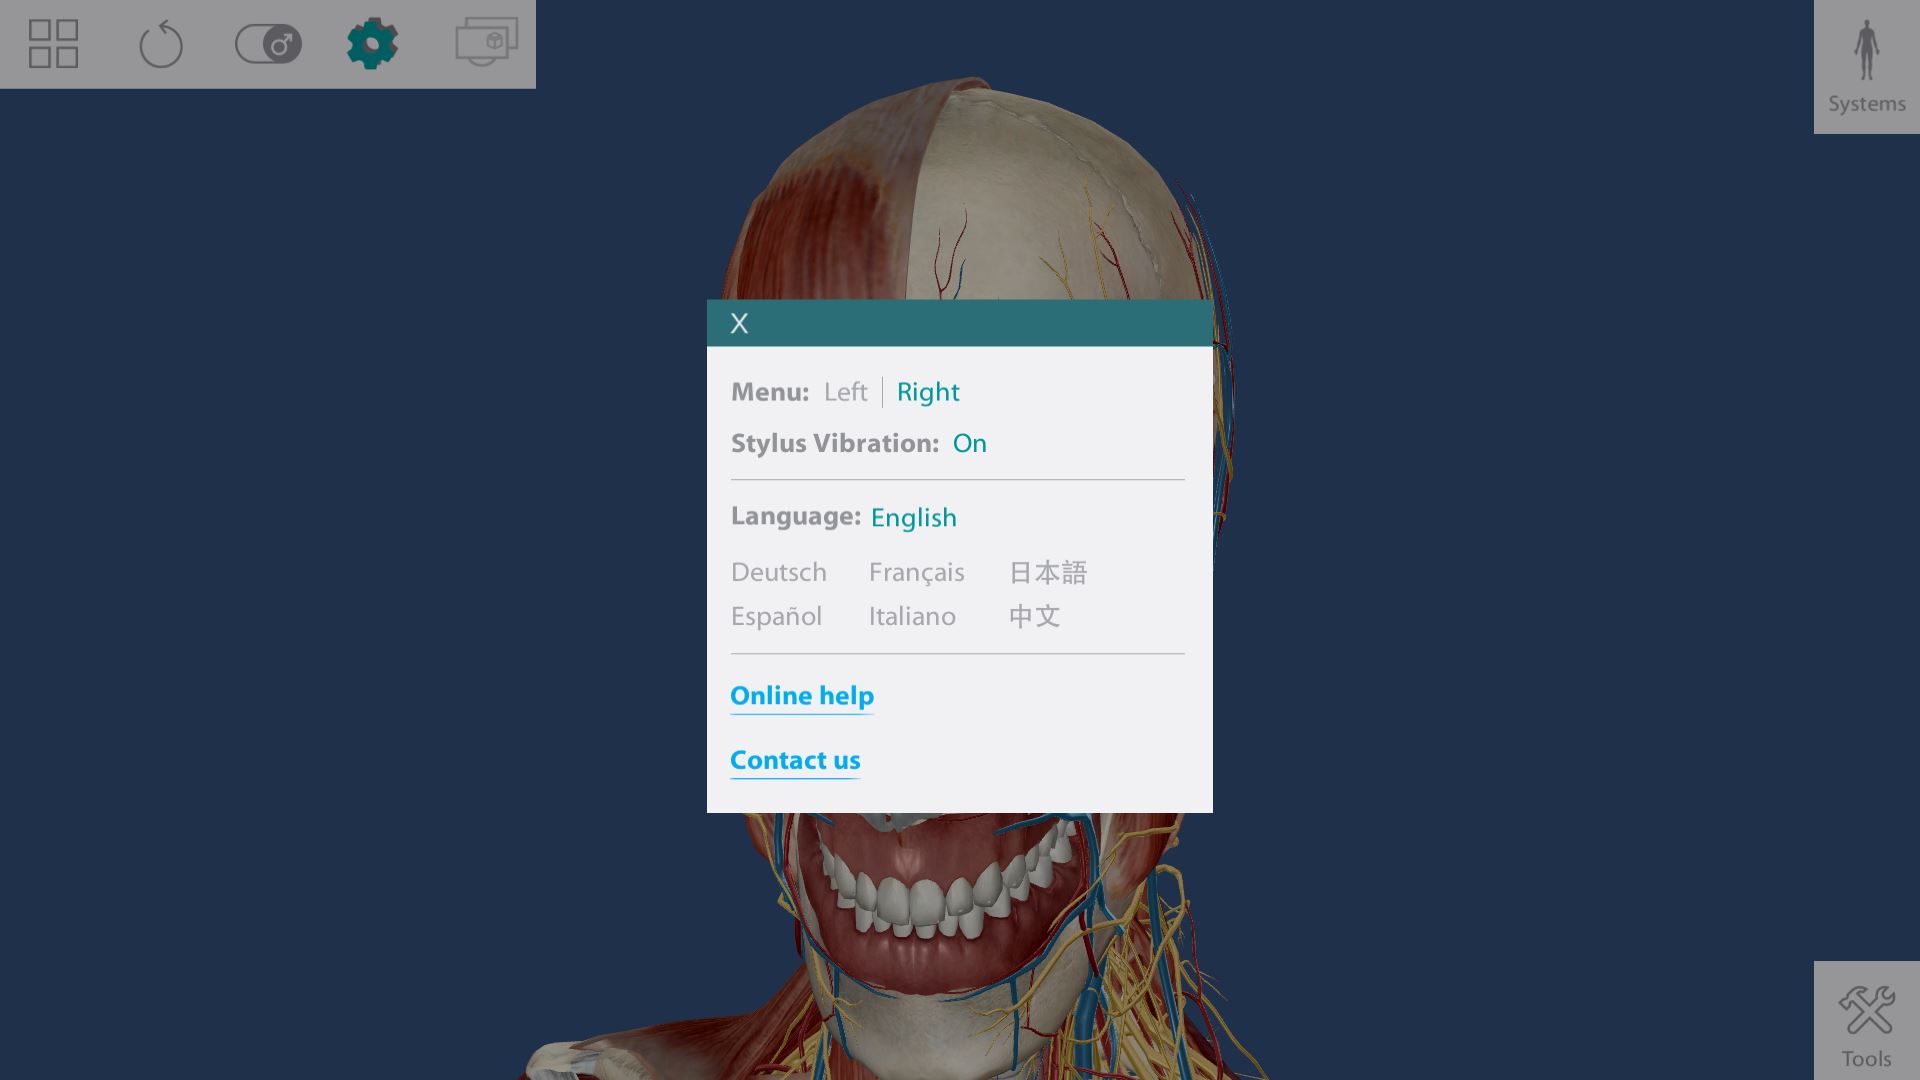 Systems
X
Menu: Left | Right
Stylus Vibration: On
Language: English
Deutsch Français 日本語
Español Italiano 中文
Online help
Contact us
Tools